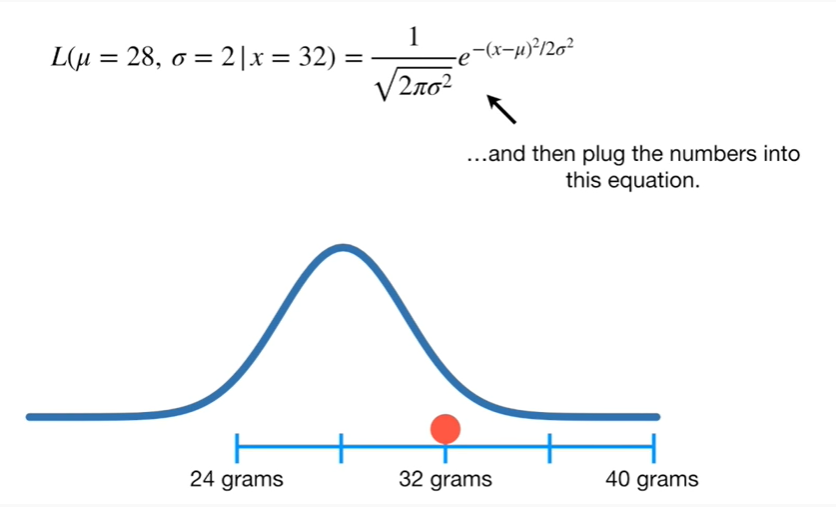 L(μ = 28, σ = 2 | x = 32) = 1/√(2πσ²) e^(−(x−μ)²/2σ²)
…and then plug the numbers into
this equation.
24 grams 32 grams 40 grams